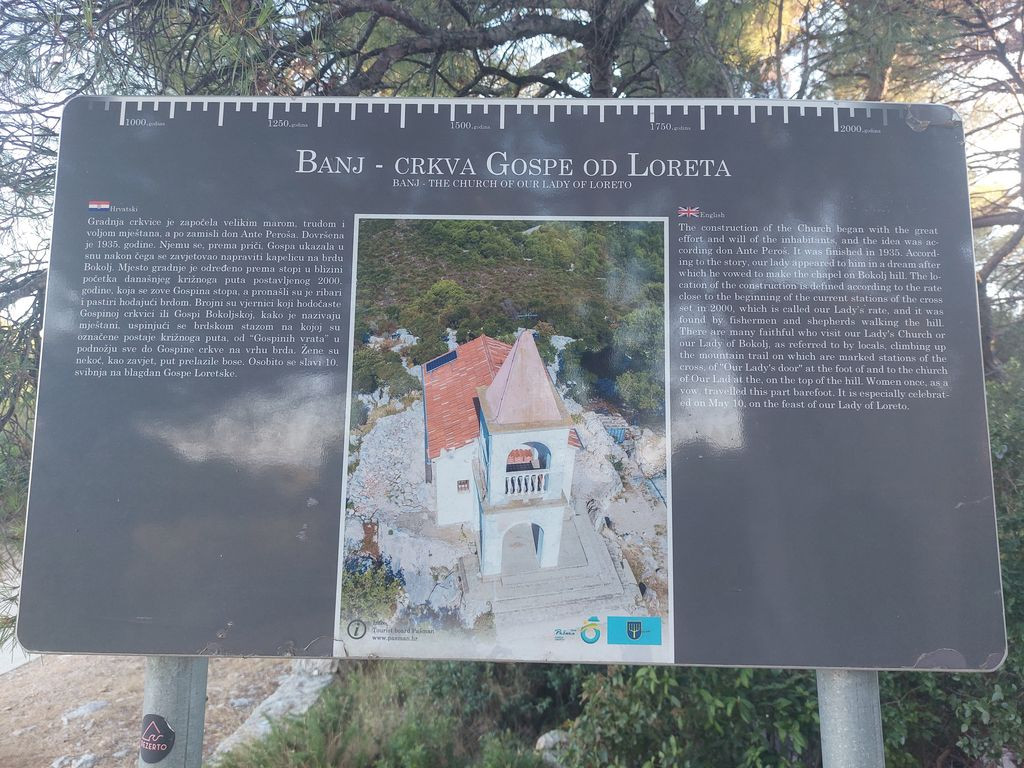 1000.godina 1250.godina 1500.godina 1750.godina 2000.godina
BANJ - CRKVA GOSPE OD LORETA
BANJ - THE CHURCH OF OUR LADY OF LORETO
Hrvatski
Gradnja crkvice je započela velikim marom, trudom i
voljom mještana, a po zamisli don Ante Peroša. Dovršena
je 1935. godine. Njemu se, prema priči, Gospa ukazala u
snu nakon čega se zavjetovao napraviti kapelicu na brdu
Bokolj. Mjesto gradnje je određeno prema stopi u blizini
početka današnjeg križnoga puta postavljenog 2000.
godine, koja se zove Gospina stopa, a pronašli su je ribari
i pastiri hodajući brdom. Brojni su vjernici koji hodočaste
Gospinoj crkvici ili Gospi Bokoljskoj, kako je nazivaju
mještani, uspinjući se brdskom stazom na kojoj su
označene postaje križnoga puta, od "Gospinih vrata" u
podnožju sve do Gospine crkve na vrhu brda. Žene su
nekoć, kao zavjet, put prelazile bose. Osobito se slavi 10.
svibnja na blagdan Gospe Loretske.
English
The construction of the Church began with the great
effort and will of the inhabitants, and the idea was ac-
cording don Ante Peroš. It was finished in 1935. Accord-
ing to the story, our lady appeared to him in a dream after
which he vowed to make the chapel on Bokolj hill. The lo-
cation of the construction is defined according to the rate
close to the beginning of the current stations of the cross
set in 2000, which is called our Lady's rate, and it was
found by fishermen and shepherds walking the hill.
There are many faithful who visit our Lady's Church or
our Lady of Bokolj, as referred to by locals, climbing up
the mountain trail on which are marked stations of the
cross, of "Our Lady's door" at the foot of and to the church
of Our Lad at the, on the top of the hill. Women once, as a
vow, travelled this part barefoot. It is especially celebrat-
ed on May 10, on the feast of our Lady of Loreto.
Info:
Tourist board Pašman
www.pasman.hr
Pašman